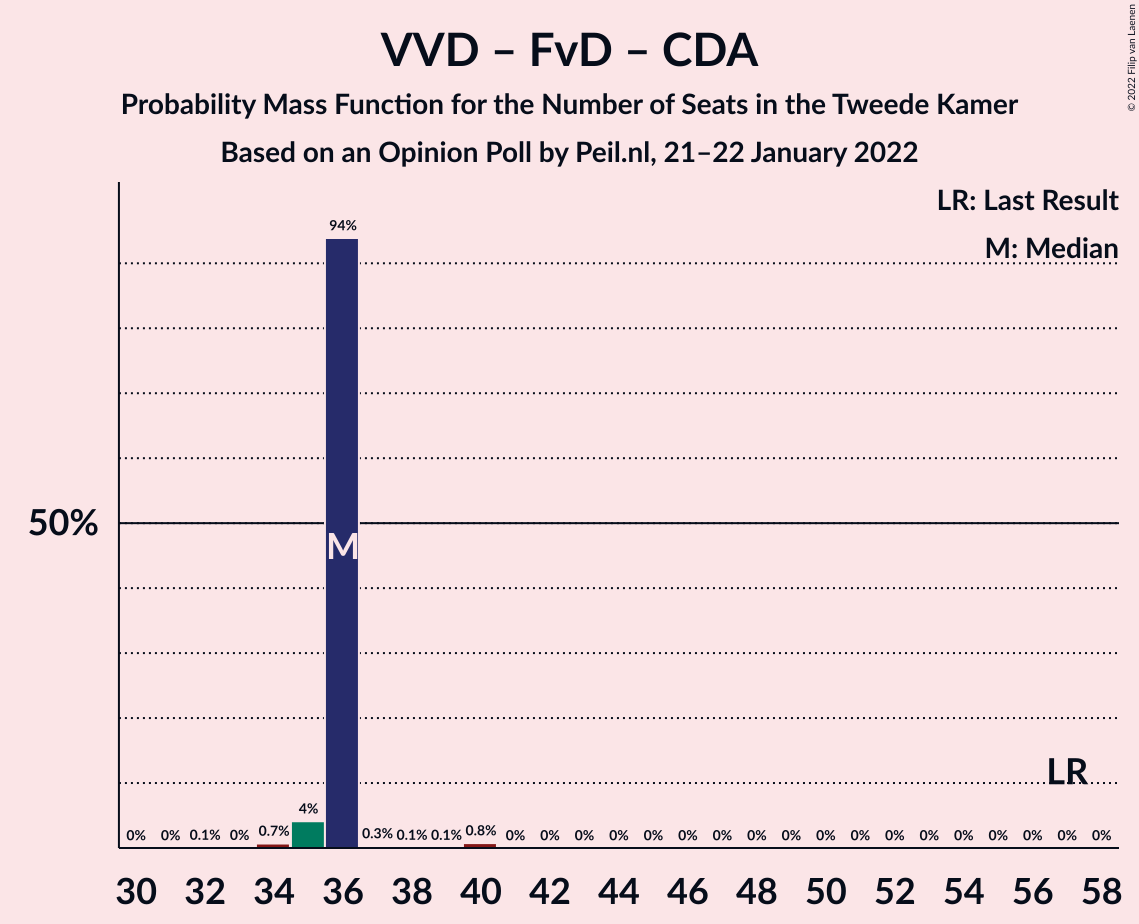 VVD – FvD – CDA
Probability Mass Function for the Number of Seats in the Tweede Kamer
Based on an Opinion Poll by Peil.nl, 21–22 January 2022
© 2022 Filip van Laenen
LR: Last Result
M: Median
94%
50%
M
LR
0% 0% 0.1% 0% 0.7% 4% 0.3% 0.1% 0.1% 0.8% 0% 0% 0% 0% 0% 0% 0% 0% 0% 0% 0% 0% 0% 0% 0% 0% 0% 0%
30 32 34 36 38 40 42 44 46 48 50 52 54 56 58